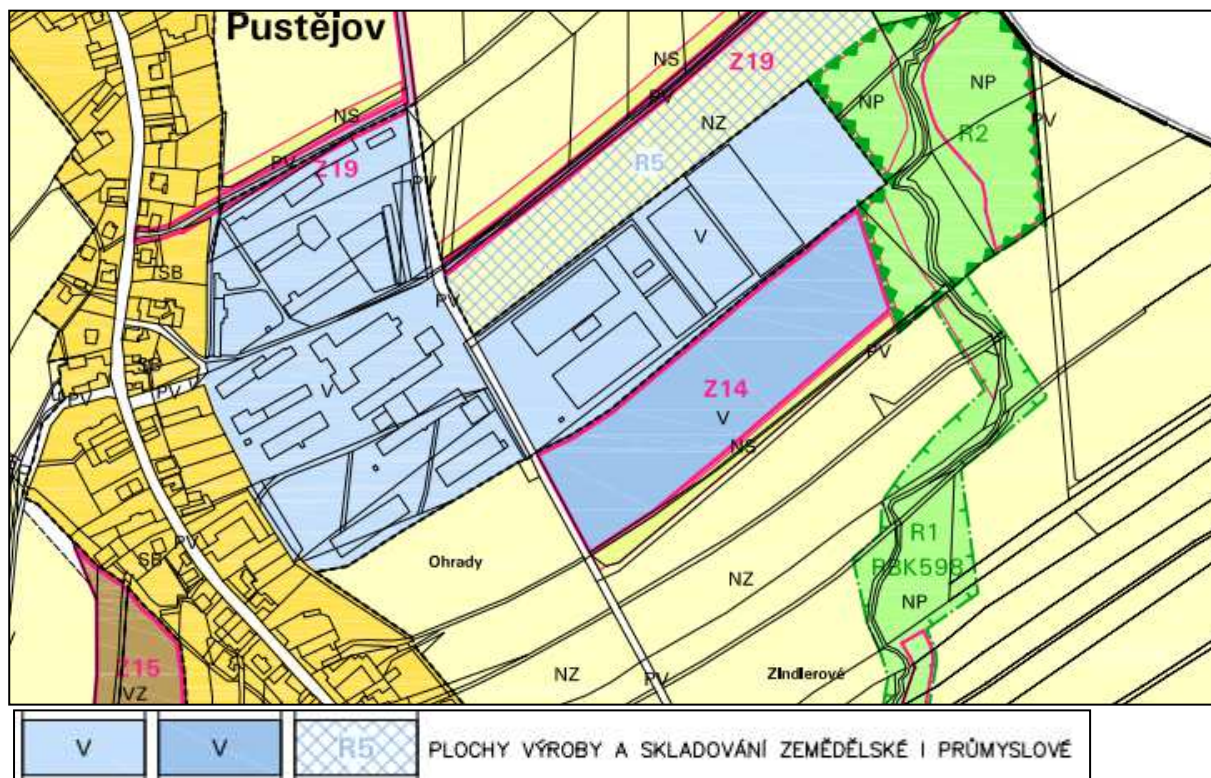 Pustějov
NS
Z19
NP
PV
NS
PV
NZ
R2
PV
PV
Z19
R5
PV
SB
V
PV
PV
PV
Z14
V
PV
V
NS
SB
PV
Ohrady
NZ
R1
RBK598
NP
Z15
VZ
NZ
PV
Zindlerové
V V R5 PLOCHY VÝROBY A SKLADOVÁNÍ ZEMĚDĚLSKÉ I PRŮMYSLOVÉ